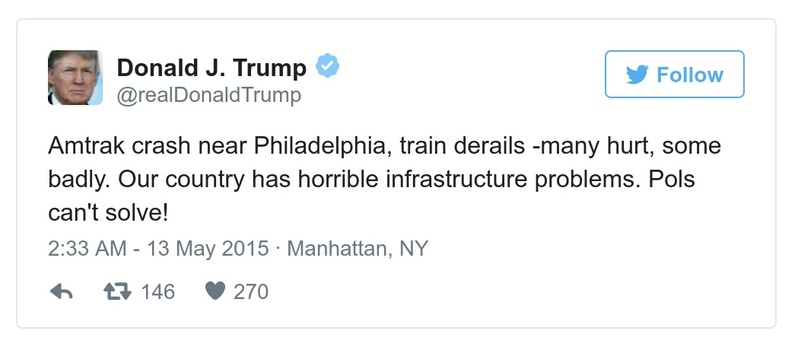 Donald J. Trump
@realDonaldTrump
Follow
Amtrak crash near Philadelphia, train derails -many hurt, some
badly. Our country has horrible infrastructure problems. Pols
can't solve!
2:33 AM - 13 May 2015 · Manhattan, NY
146 270